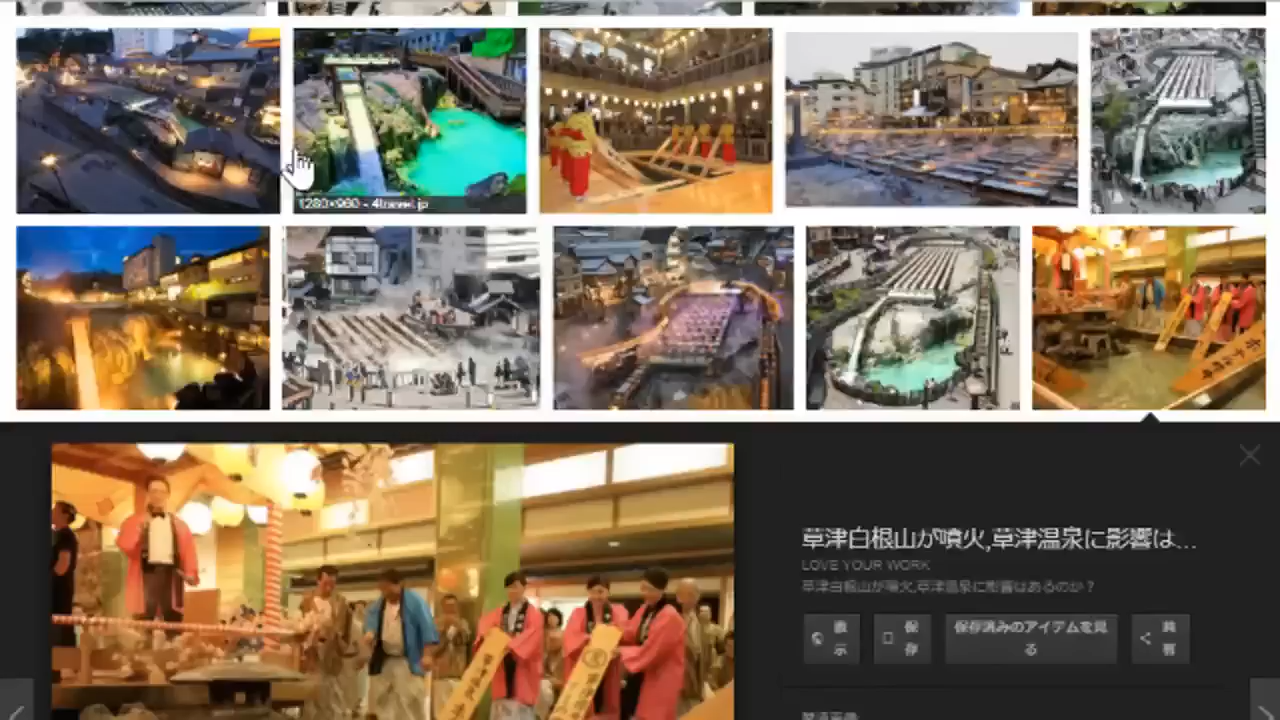 1280×960 - 4travel.jp
草津白根山が噴火,草津温泉に影響は...
LOVE YOUR WORK
草津白根山が噴火,草津温泉に影響はあるのか？
表示
保存
保存済みのアイテムを見る
共有